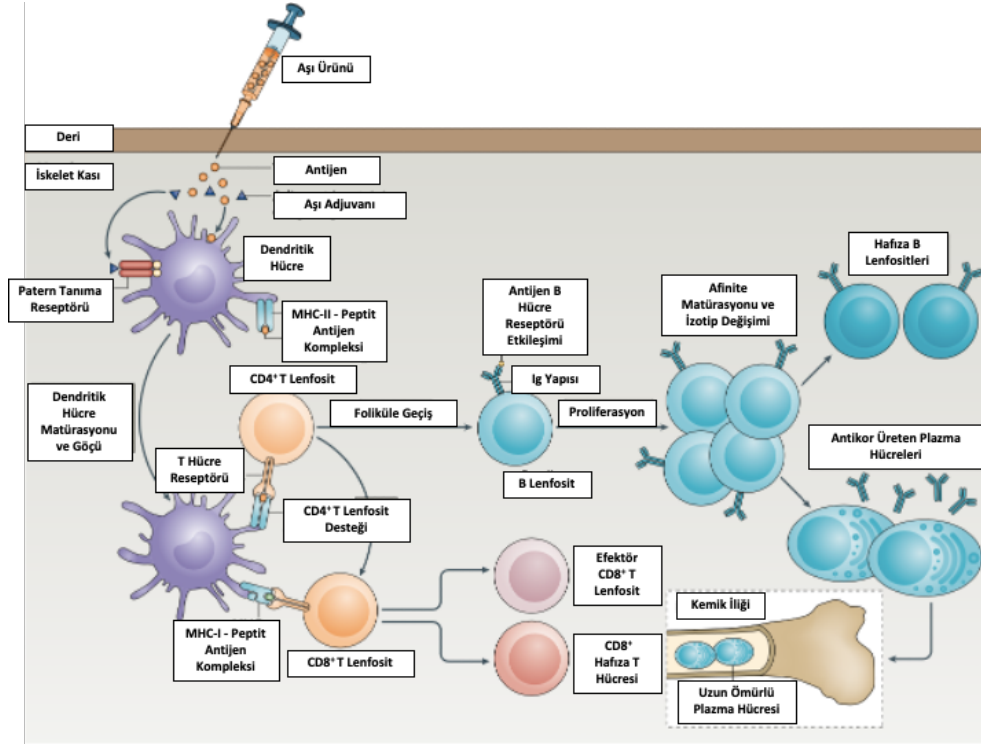 Aşı Ürünü
Deri
İskelet Kası
Antijen
Aşı Adjuvanı
Dendritik
Hücre
Patern Tanıma
Reseptörü
MHC-II - Peptit
Antijen
Kompleksi
Dendritik
Hücre
Matürasyonu
ve Göçü
CD4⁺ T Lenfosit
Foliküle Geçiş
Antijen B
Hücre
Reseptörü
Etkileşimi
Ig Yapısı
B Lenfosit
Proliferasyon
Afinite
Matürasyonu ve
İzotip Değişimi
Hafıza B
Lenfositleri
Antikor Üreten Plazma
Hücreleri
T Hücre
Reseptörü
CD4⁺ T Lenfosit
Desteği
MHC-I - Peptit
Antijen
Kompleksi
CD8⁺ T Lenfosit
Efektör
CD8⁺ T
Lenfosit
CD8⁺
Hafıza T
Hücresi
Kemik İliği
Uzun Ömürlü
Plazma Hücresi